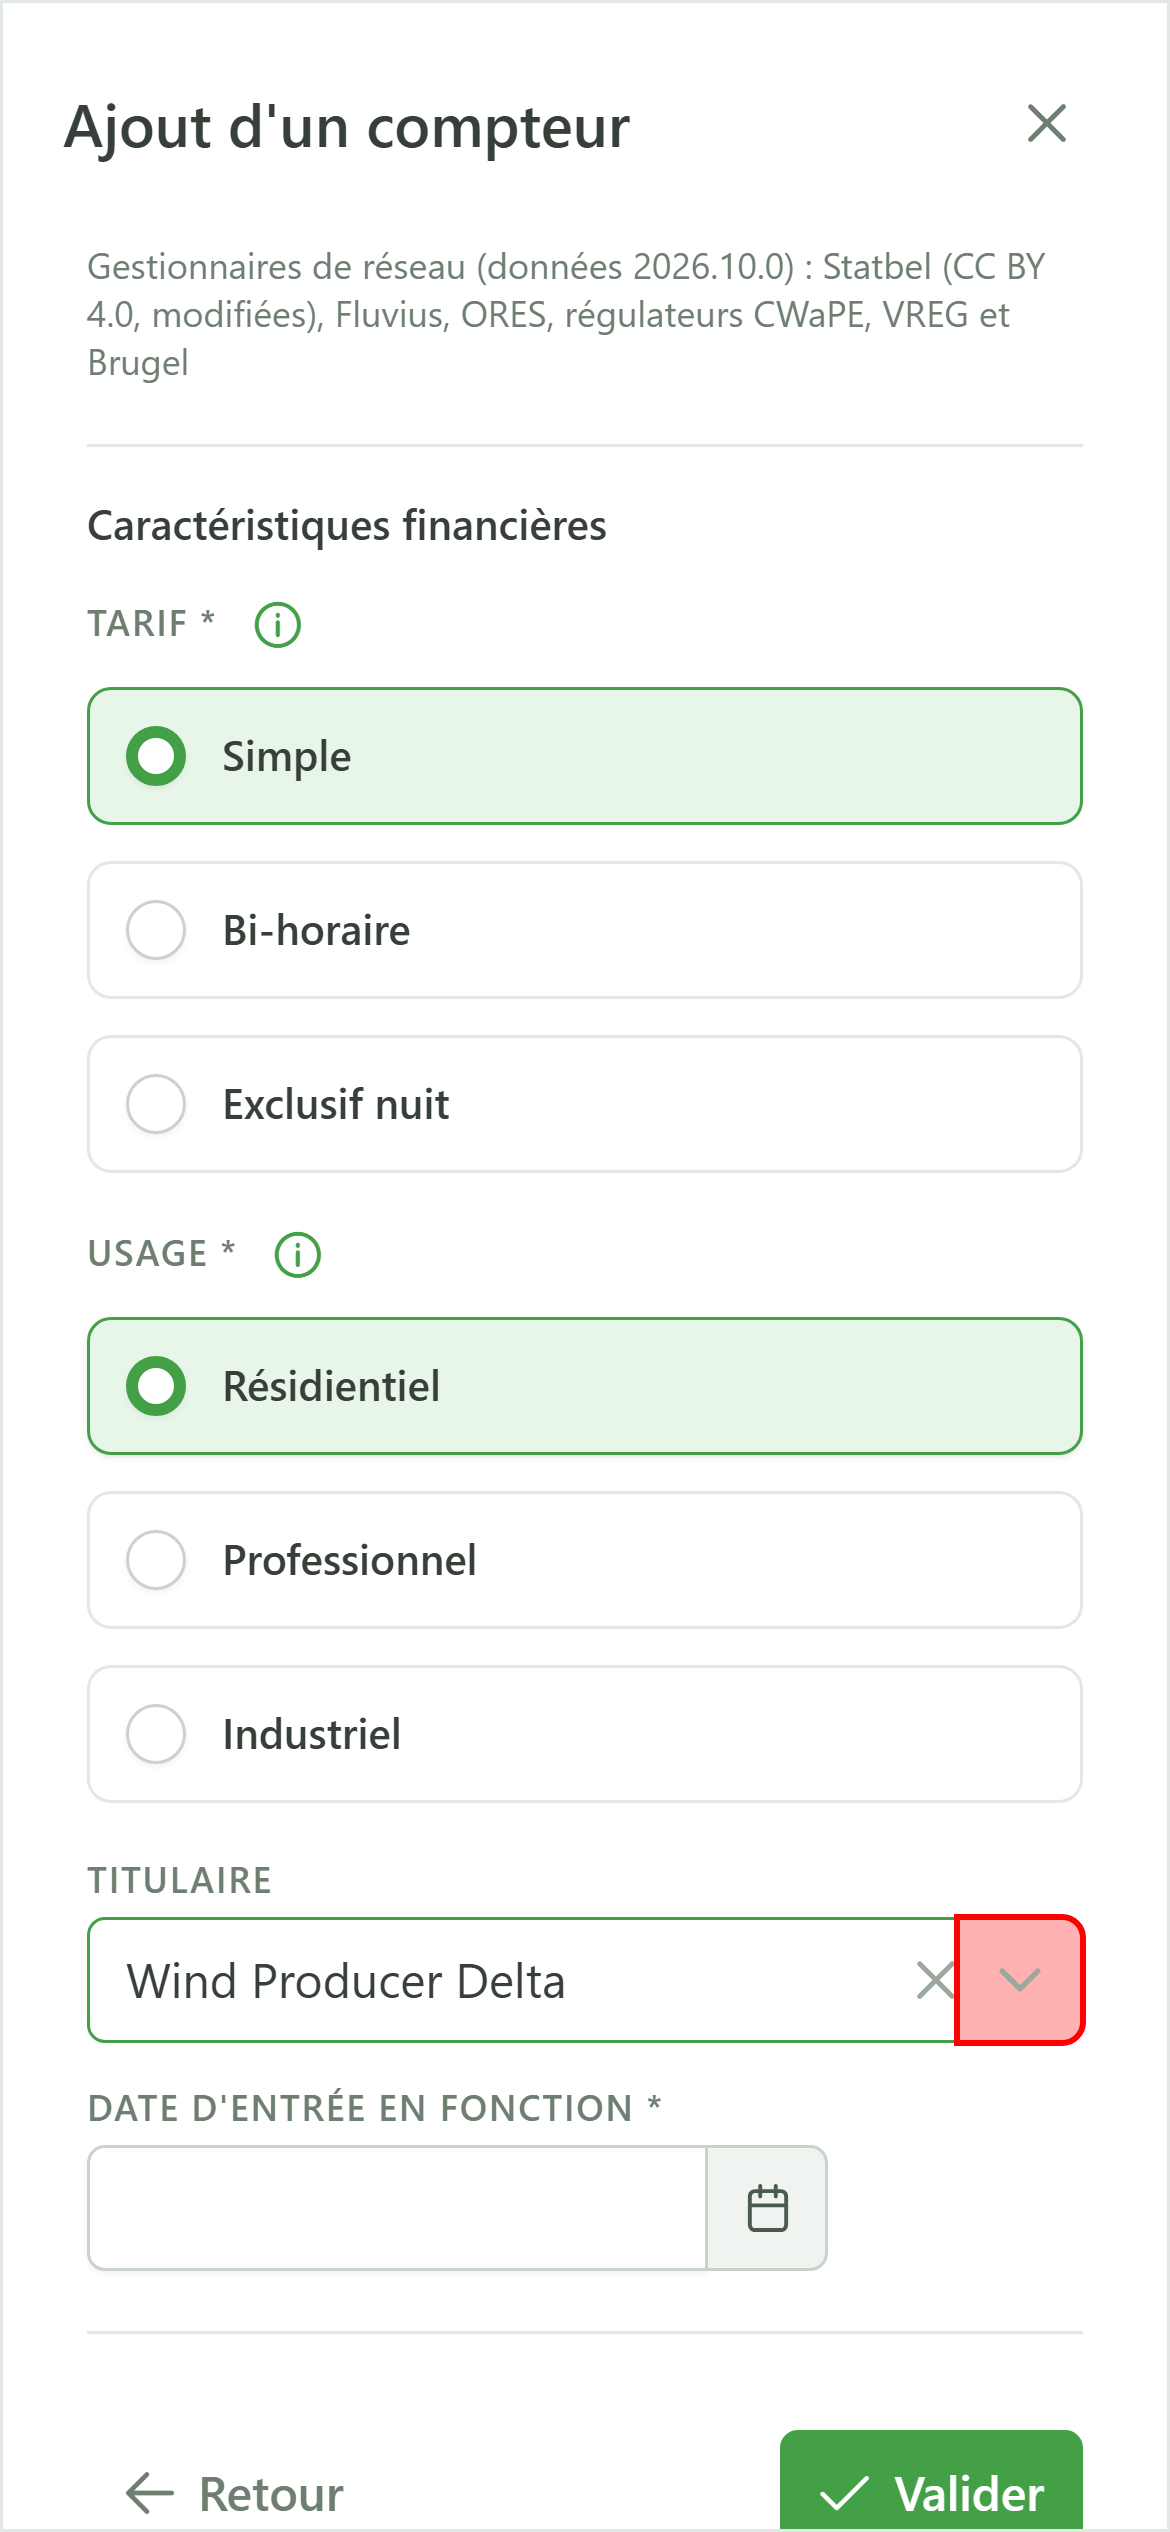 Ajout d'un compteur
Gestionnaires de réseau (données 2026.10.0) : Statbel (CC BY
4.0, modifiées), Fluvius, ORES, régulateurs CWaPE, VREG et
Brugel
Caractéristiques financières
TARIF *
Simple
Bi-horaire
Exclusif nuit
USAGE *
Résidientiel
Professionnel
Industriel
TITULAIRE
Wind Producer Delta
DATE D'ENTRÉE EN FONCTION *
Retour
Valider